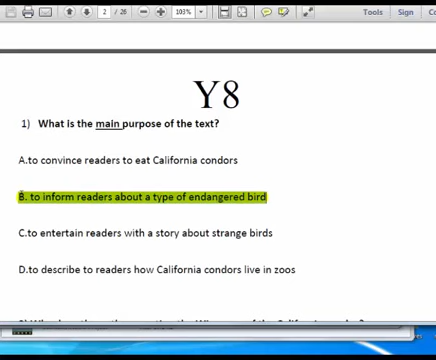 2 / 26
103%
Tools
Sign
Y8
1) What is the main purpose of the text?
A.to convince readers to eat California condors
B. to inform readers about a type of endangered bird
C.to entertain readers with a story about strange birds
D.to describe to readers how California condors live in zoos